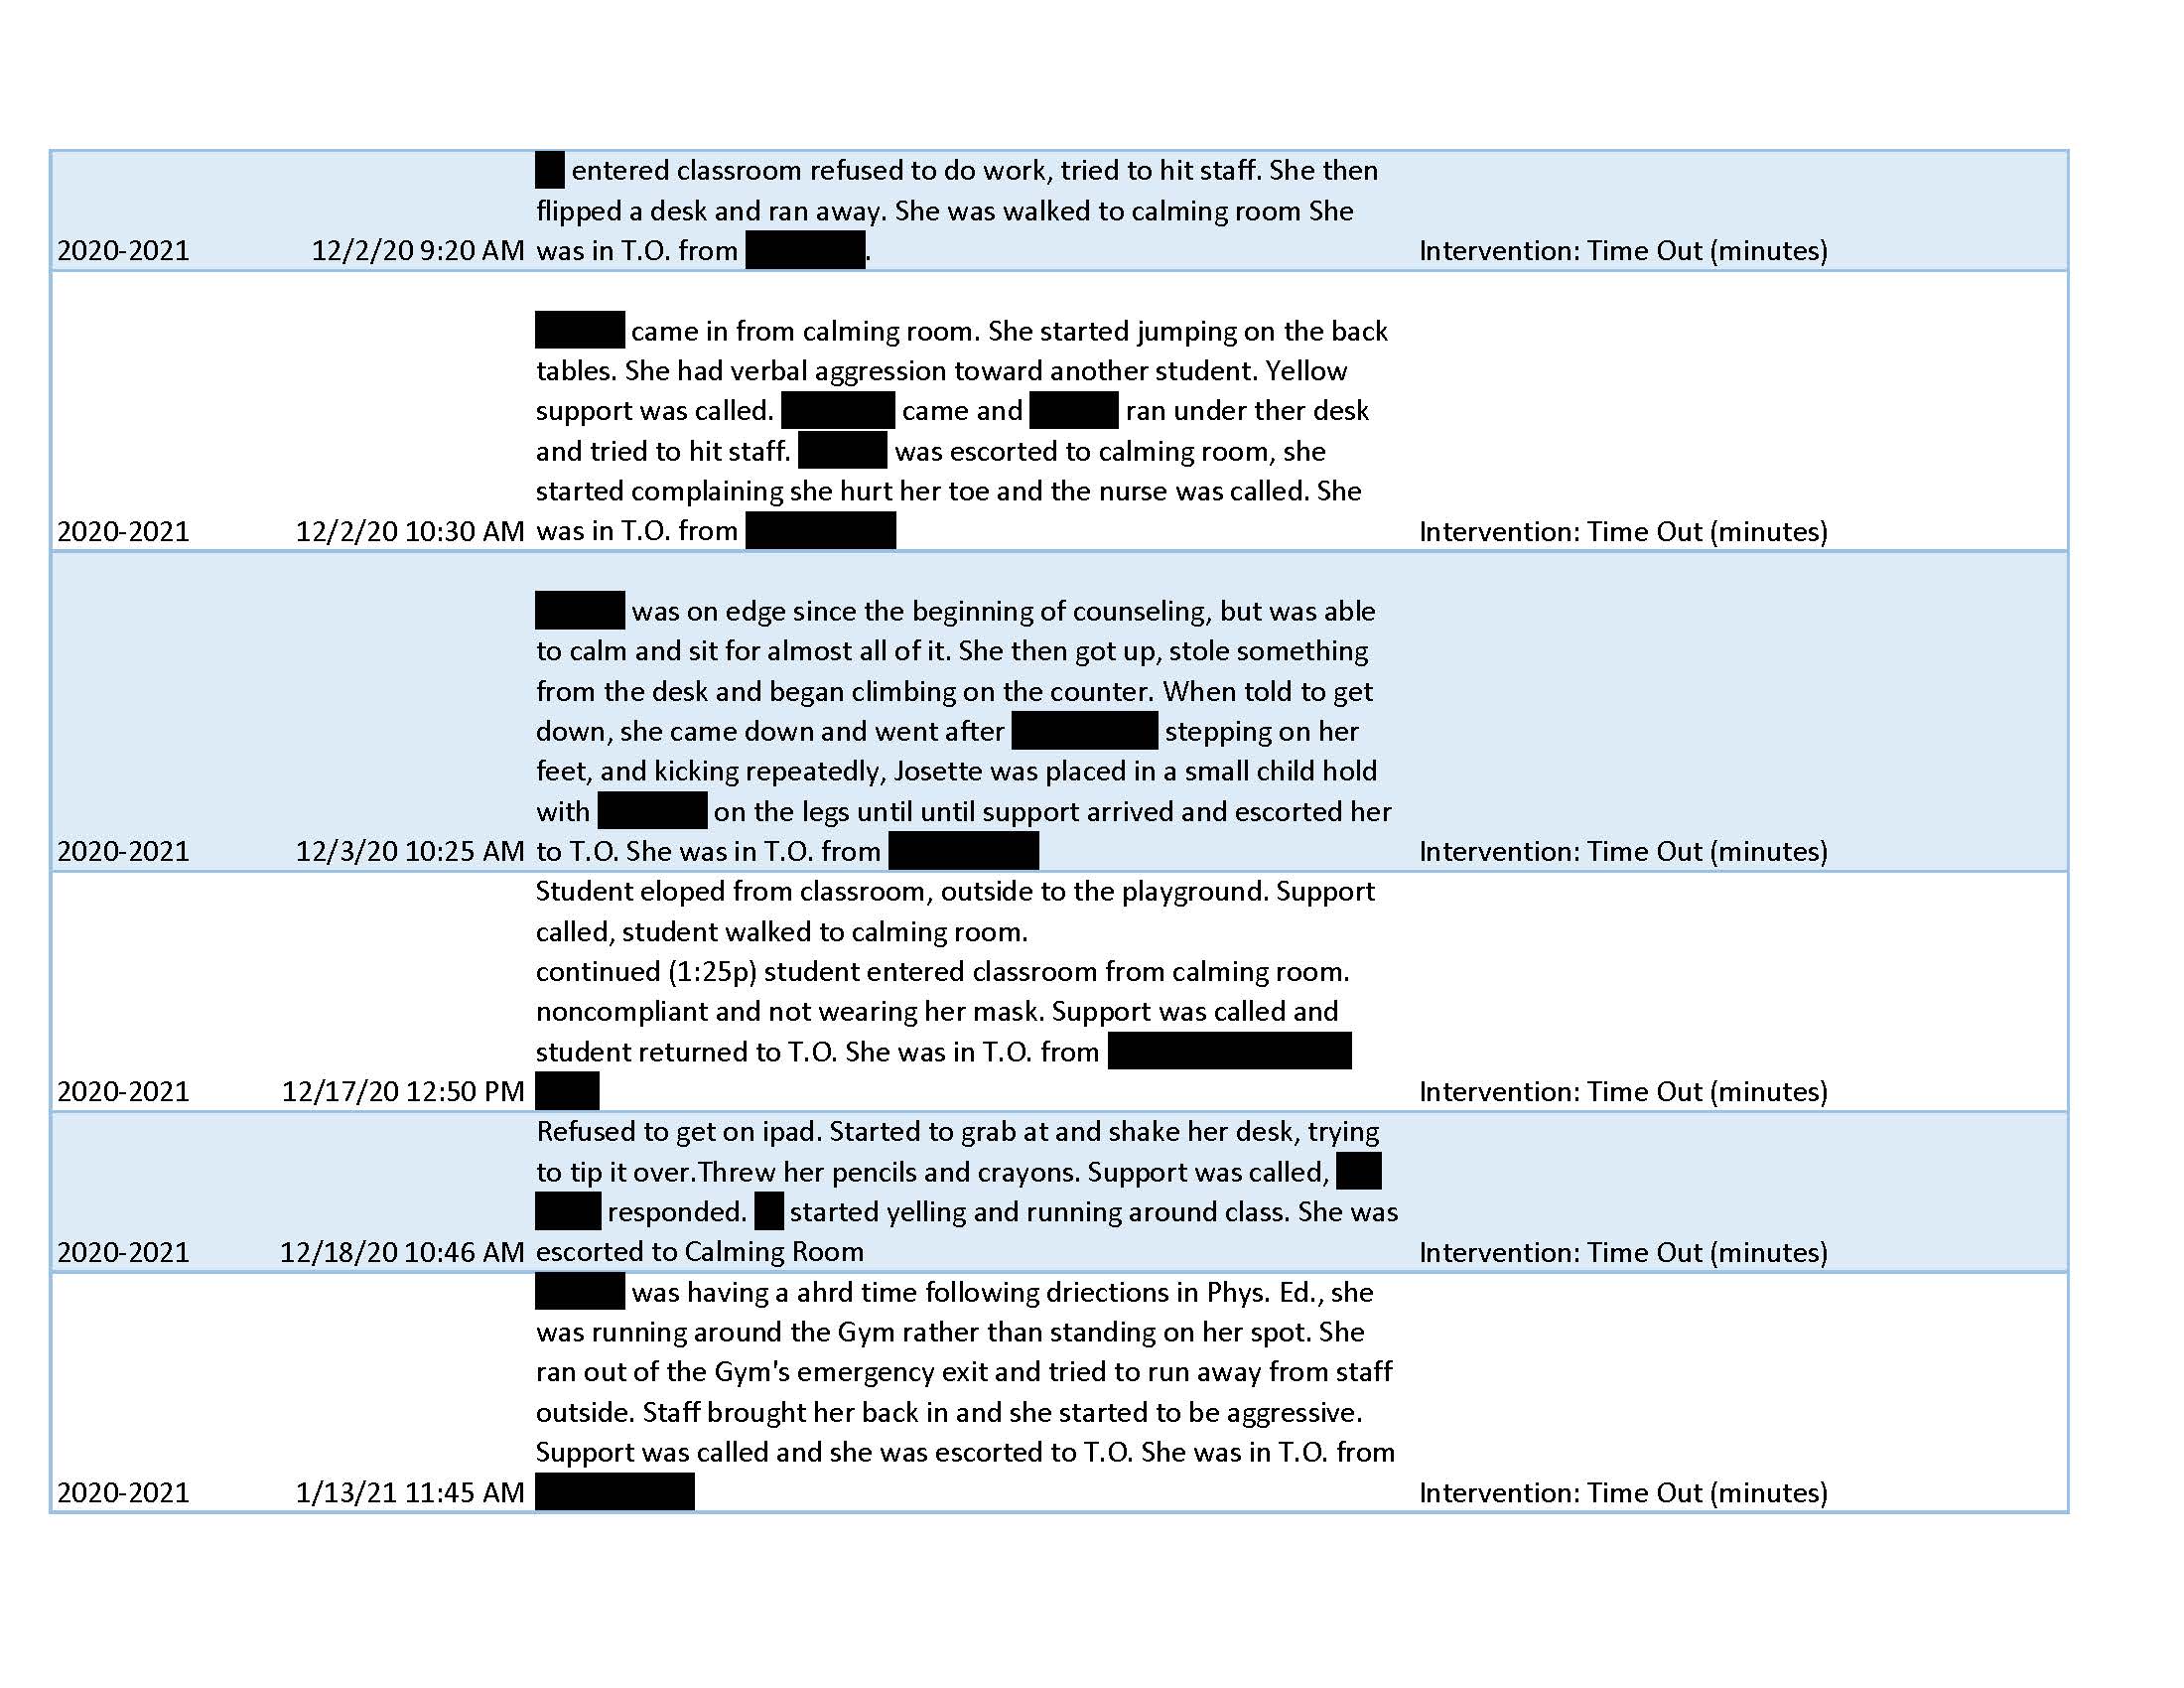 entered classroom refused to do work, tried to hit staff. She then
flipped a desk and ran away. She was walked to calming room She
2020-2021 12/2/20 9:20 AM was in T.O. from . Intervention: Time Out (minutes)
came in from calming room. She started jumping on the back
tables. She had verbal aggression toward another student. Yellow
support was called. came and ran under ther desk
and tried to hit staff. was escorted to calming room, she
started complaining she hurt her toe and the nurse was called. She
2020-2021 12/2/20 10:30 AM was in T.O. from Intervention: Time Out (minutes)
was on edge since the beginning of counseling, but was able
to calm and sit for almost all of it. She then got up, stole something
from the desk and began climbing on the counter. When told to get
down, she came down and went after stepping on her
feet, and kicking repeatedly, Josette was placed in a small child hold
with on the legs until until support arrived and escorted her
2020-2021 12/3/20 10:25 AM to T.O. She was in T.O. from Intervention: Time Out (minutes)
Student eloped from classroom, outside to the playground. Support
called, student walked to calming room.
continued (1:25p) student entered classroom from calming room.
noncompliant and not wearing her mask. Support was called and
student returned to T.O. She was in T.O. from
2020-2021 12/17/20 12:50 PM Intervention: Time Out (minutes)
Refused to get on ipad. Started to grab at and shake her desk, trying
to tip it over.Threw her pencils and crayons. Support was called,
responded. started yelling and running around class. She was
2020-2021 12/18/20 10:46 AM escorted to Calming Room Intervention: Time Out (minutes)
was having a ahrd time following driections in Phys. Ed., she
was running around the Gym rather than standing on her spot. She
ran out of the Gym's emergency exit and tried to run away from staff
outside. Staff brought her back in and she started to be aggressive.
Support was called and she was escorted to T.O. She was in T.O. from
2020-2021 1/13/21 11:45 AM Intervention: Time Out (minutes)